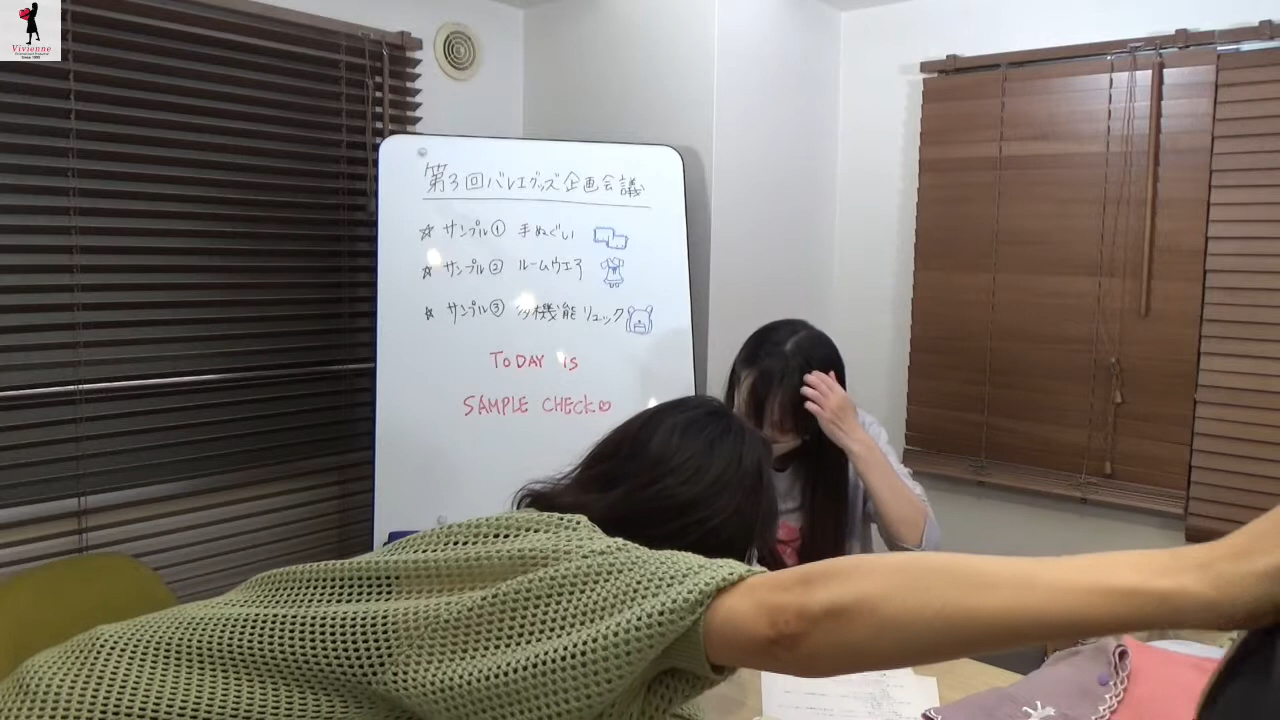 Vivienne
Since 1999
第3回バレエグッズ企画会議
☆ サンプル① 手ぬぐい
☆ サンプル② ルームウエア
☆ サンプル③ 多機能リュック
TODAY IS
SAMPLE CHECK♡